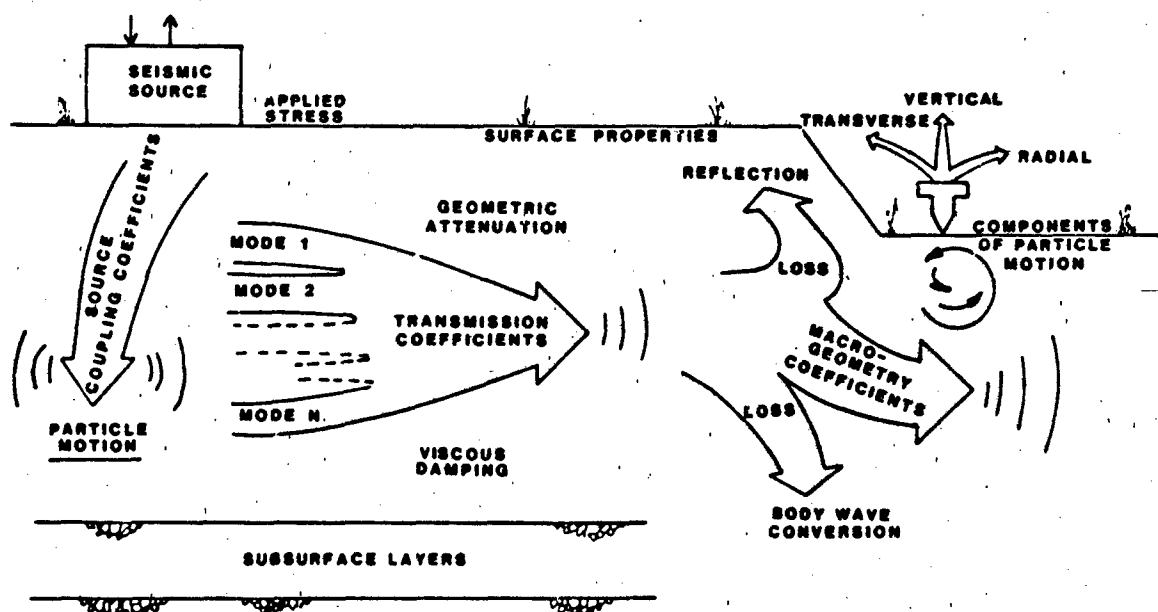 SEISMIC
SOURCE
APPLIED
STRESS
SURFACE PROPERTIES
VERTICAL
TRANSVERSE
RADIAL
REFLECTION
COMPONENTS
OF PARTICLE
MOTION
SOURCE
COUPLING COEFFICIENTS
GEOMETRIC
ATTENUATION
MODE 1
MODE 2
TRANSMISSION
COEFFICIENTS
MODE N
LOSS
MACRO-
GEOMETRY
COEFFICIENTS
LOSS
PARTICLE
MOTION
VISCOUS
DAMPING
BODY WAVE
CONVERSION
SUBSURFACE LAYERS